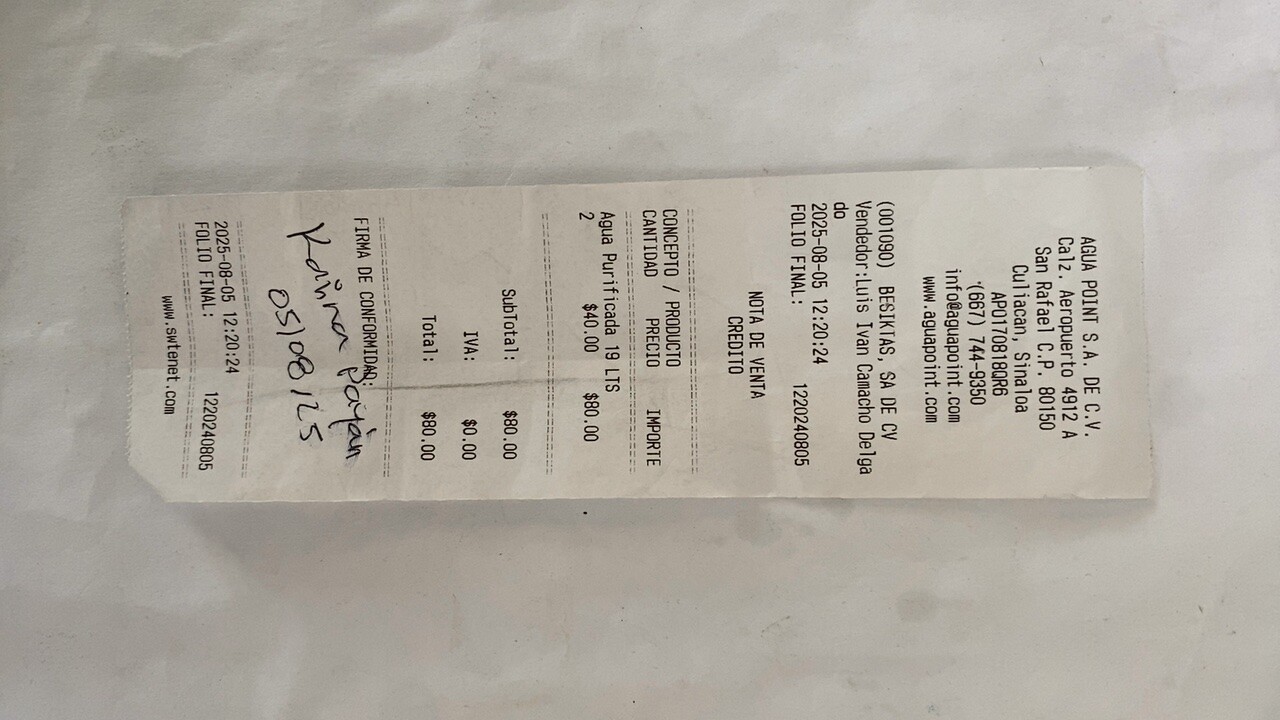 AGUA POINT S.A. DE C.V.
Calz. Aeropuerto 4912 A
San Rafael C.P. 80150
Culiacan, Sinaloa
APO170818QR6
(667) 744-9350
info@aguapoint.com
www.aguapoint.com
(001090) BESIKTAS, SA DE CV
Vendedor:Luis Ivan Camacho Delga
do
2025-08-05 12:20:24
FOLIO FINAL: 1220240805
NOTA DE VENTA
CREDITO
CONCEPTO / PRODUCTO
CANTIDAD PRECIO IMPORTE
Agua Purificada 19 LTS
2 $40.00 $80.00
SubTotal: $80.00
IVA: $0.00
Total: $80.00
FIRMA DE CONFORMIDAD:
Payán
05/08/25
2025-08-05 12:20:24
FOLIO FINAL: 1220240805
www.swtenet.com